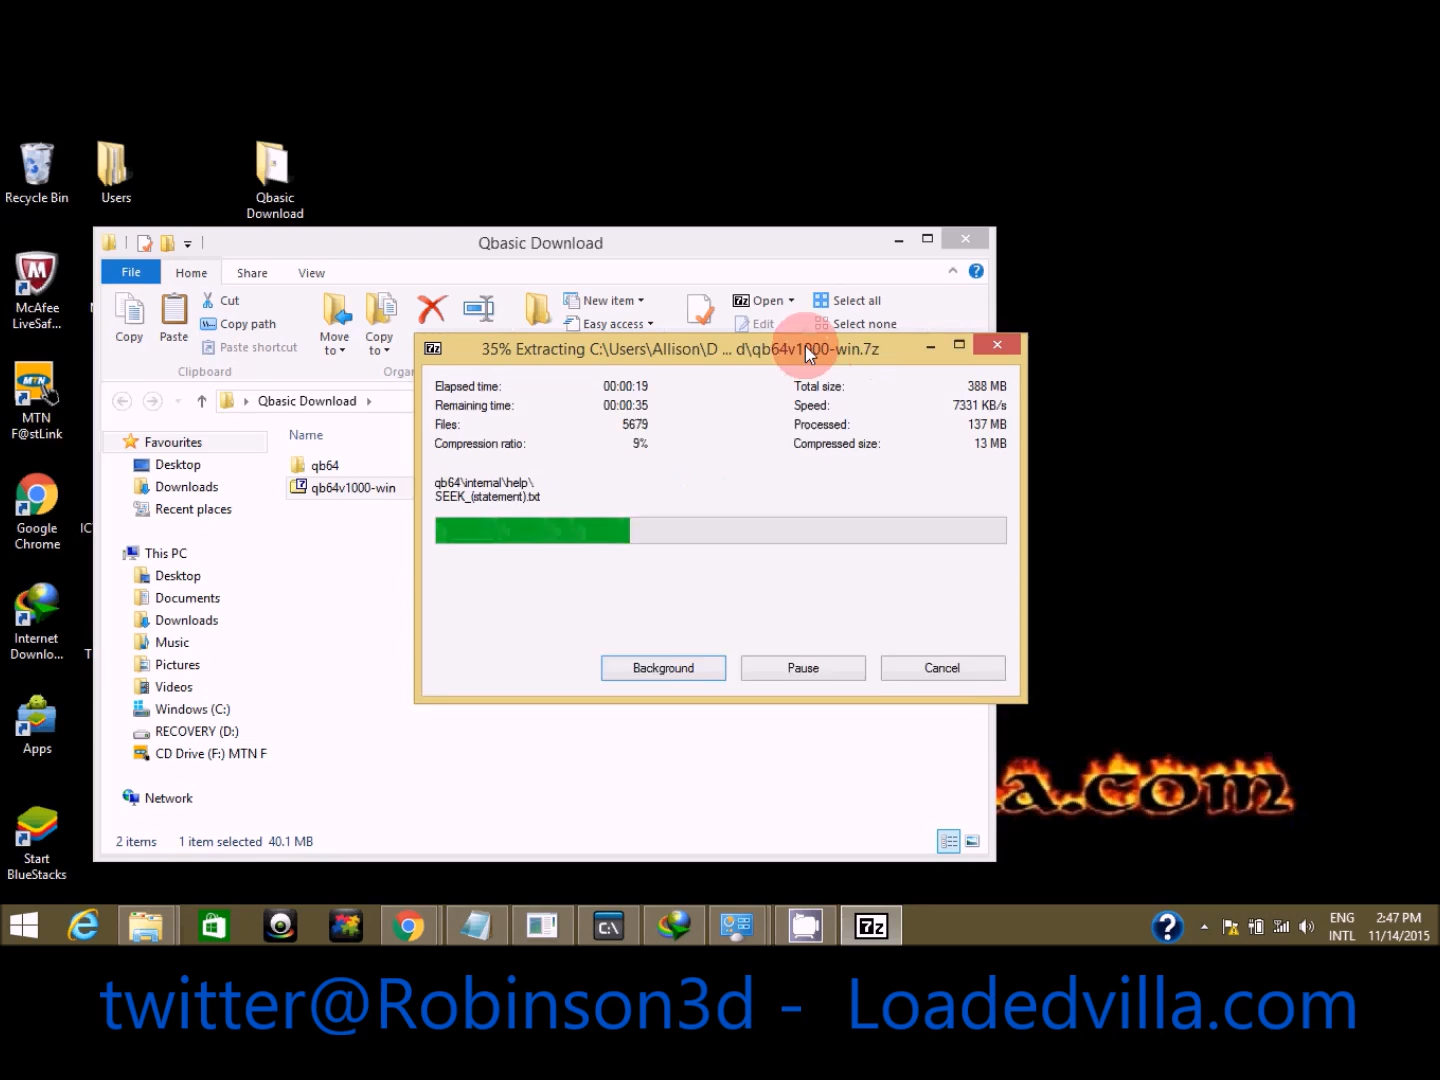 Recycle Bin
Users
Qbasic
Download
McAfee
LiveSaf...
MTN
MTN
F@stLink
Google
Chrome
Internet
Downlo...
Apps
Start
BlueStacks
Qbasic Download
File
Home
Share
View
Copy
Paste
Cut
Copy path
Paste shortcut
Clipboard
Move
to
Copy
to
Orga
New item
Easy access
Open
Edit
Select all
Select none
Qbasic Download
Favourites
Desktop
Downloads
Recent places
This PC
Desktop
Documents
Downloads
Music
Pictures
Videos
Windows (C:)
RECOVERY (D:)
CD Drive (F:) MTN F
Network
Name
qb64
qb64v1000-win
2 items
1 item selected 40.1 MB
7z
35% Extracting C:\Users\Allison\D ... d\qb64v1000-win.7z
Elapsed time: 00:00:19 Total size: 388 MB
Remaining time: 00:00:35 Speed: 7331 KB/s
Files: 5679 Processed: 137 MB
Compression ratio: 9% Compressed size: 13 MB
qb64\internal\help\
SEEK_(statement).txt
Background
Pause
Cancel
a.com
C:\
7z
ENG
INTL
2:47 PM
11/14/2015
twitter@Robinson3d - Loadedvilla.com